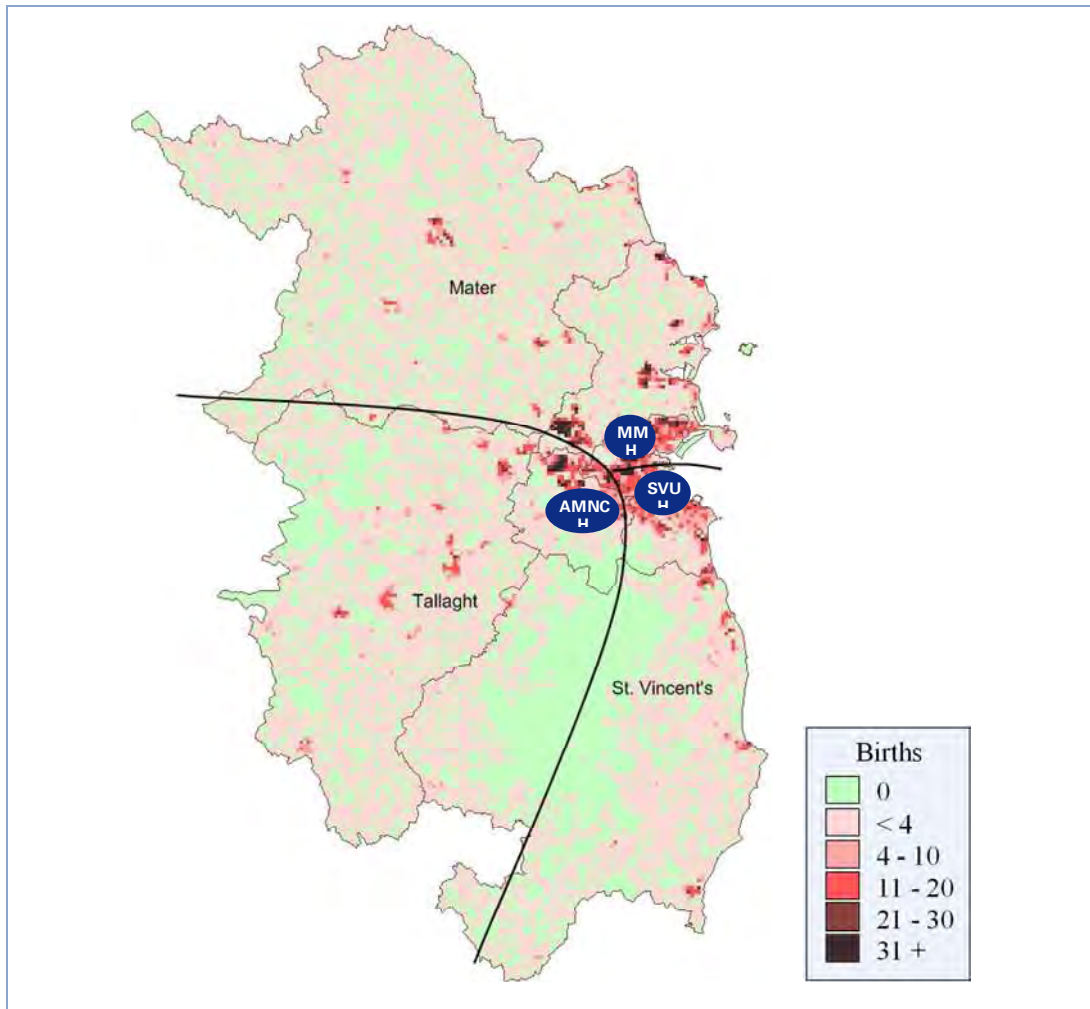 Mater
MM
H
SVU
H
AMNC
H
Tallaght
St. Vincent's
Births
0
< 4
4 - 10
11 - 20
21 - 30
31 +